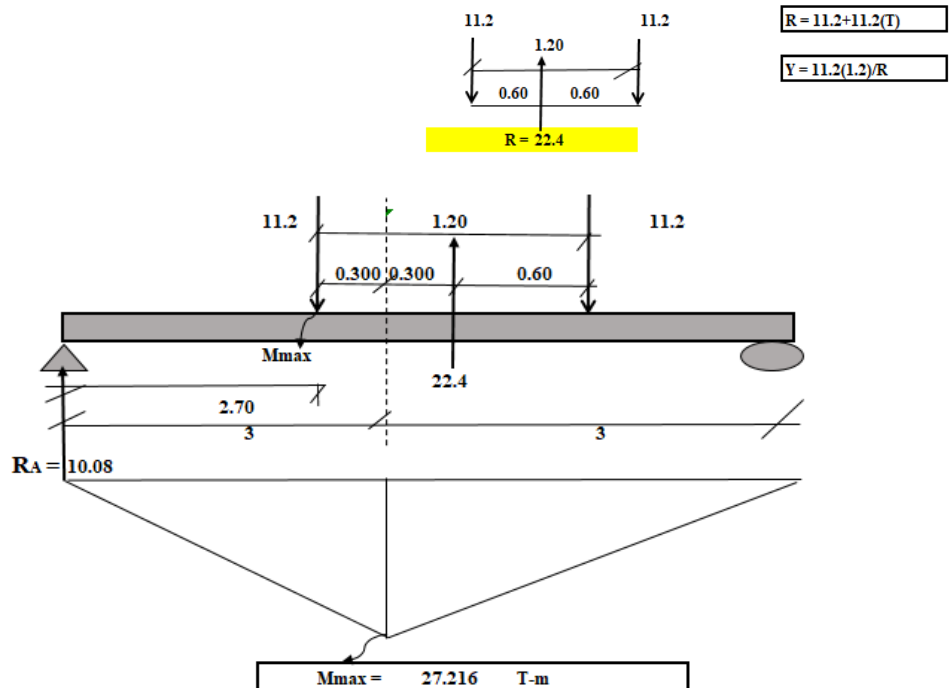 11.2
11.2
R = 11.2+11.2(T)
1.20
Y = 11.2(1.2)/R
0.60
0.60
R = 22.4
11.2
1.20
11.2
0.300
0.300
0.60
Mmax
22.4
2.70
3
3
RA = 10.08
Mmax = 27.216 T-m